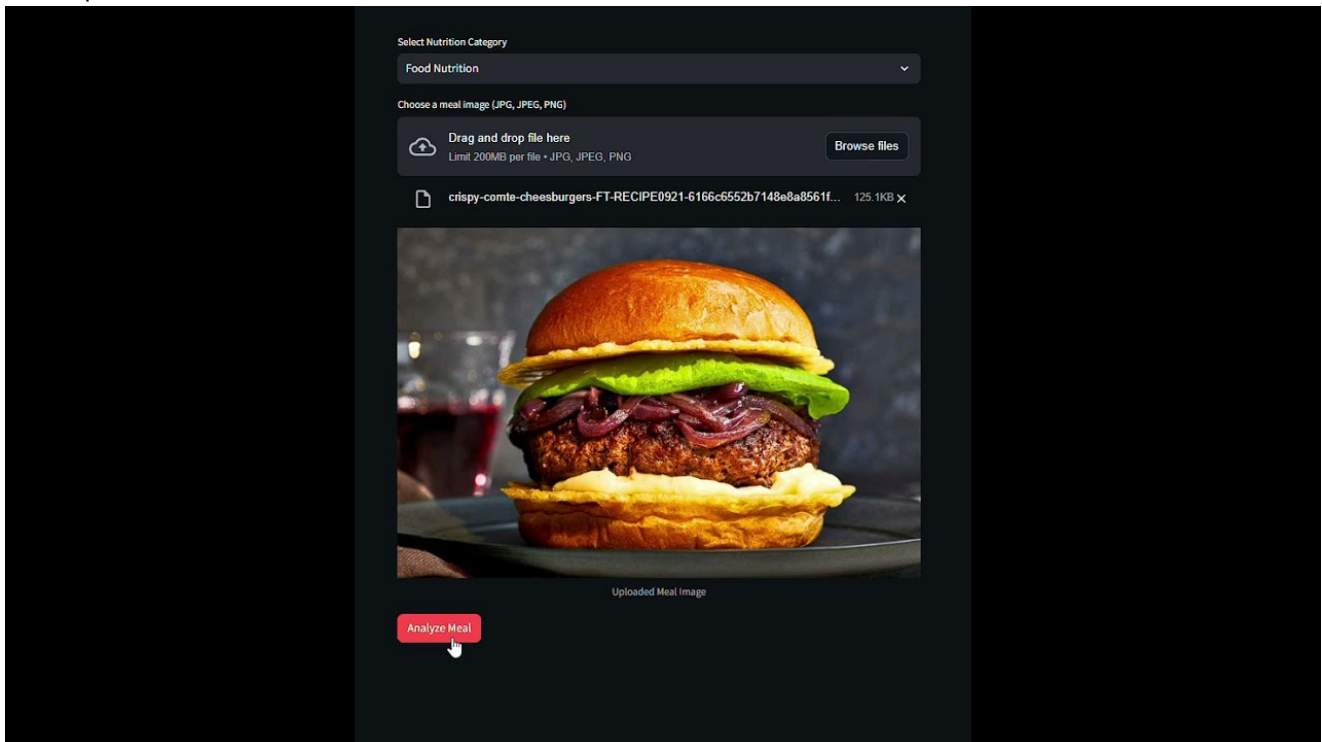 Select Nutrition Category
Food Nutrition
Choose a meal image (JPG, JPEG, PNG)
Drag and drop file here
Limit 200MB per file • JPG, JPEG, PNG
Browse files
crispy-comte-cheesburgers-FT-RECIPE0921-6166c6552b7148e8a8561f... 125.1KB
Uploaded Meal Image
Analyze Meal